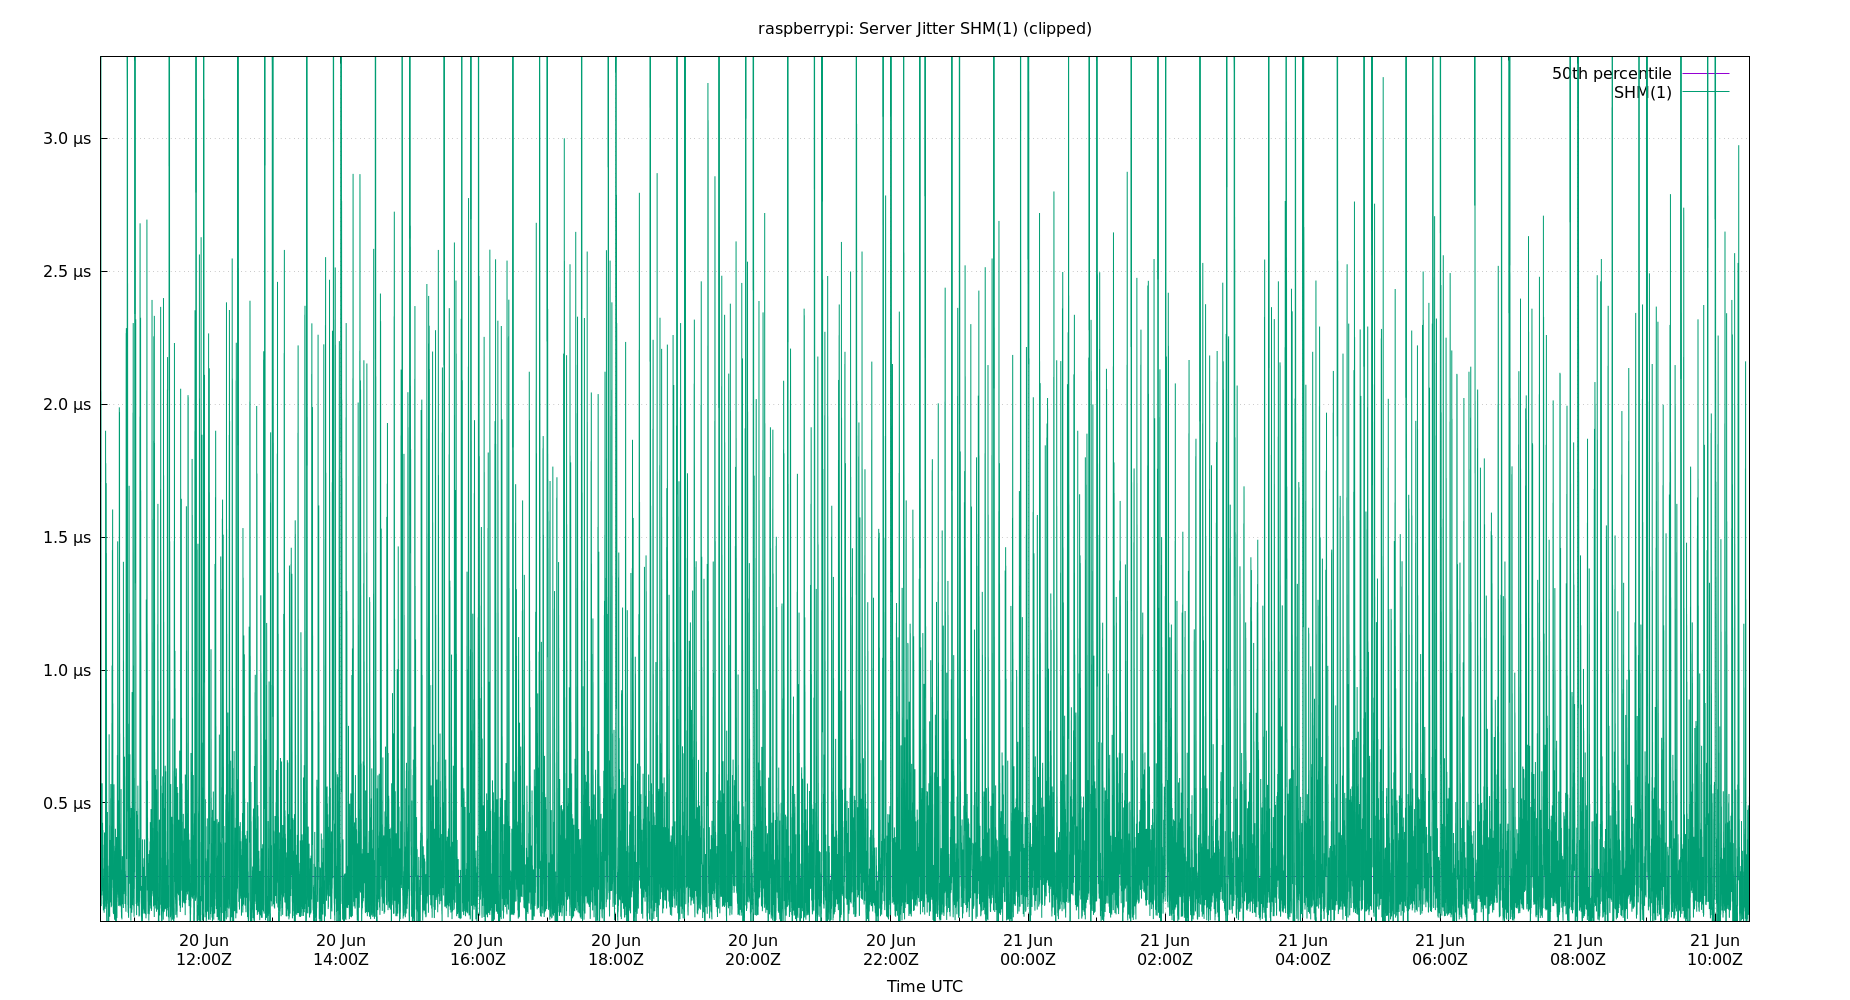 raspberrypi: Server Jitter SHM(1) (clipped)
50th percentile
SHM(1)
3.0 µs
2.5 µs
2.0 µs
1.5 µs
1.0 µs
0.5 µs
20 Jun 20 Jun 20 Jun 20 Jun 20 Jun 20 Jun 21 Jun 21 Jun 21 Jun 21 Jun 21 Jun 21 Jun
12:00Z 14:00Z 16:00Z 18:00Z 20:00Z 22:00Z 00:00Z 02:00Z 04:00Z 06:00Z 08:00Z 10:00Z
Time UTC